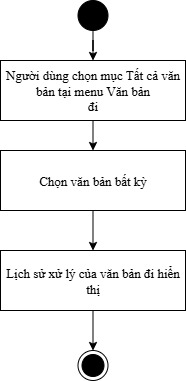 Người dùng chọn mục Tất cả văn
bản tại menu Văn bản
đi
Chọn văn bản bất kỳ
Lịch sử xử lý của văn bản đi hiển
thị